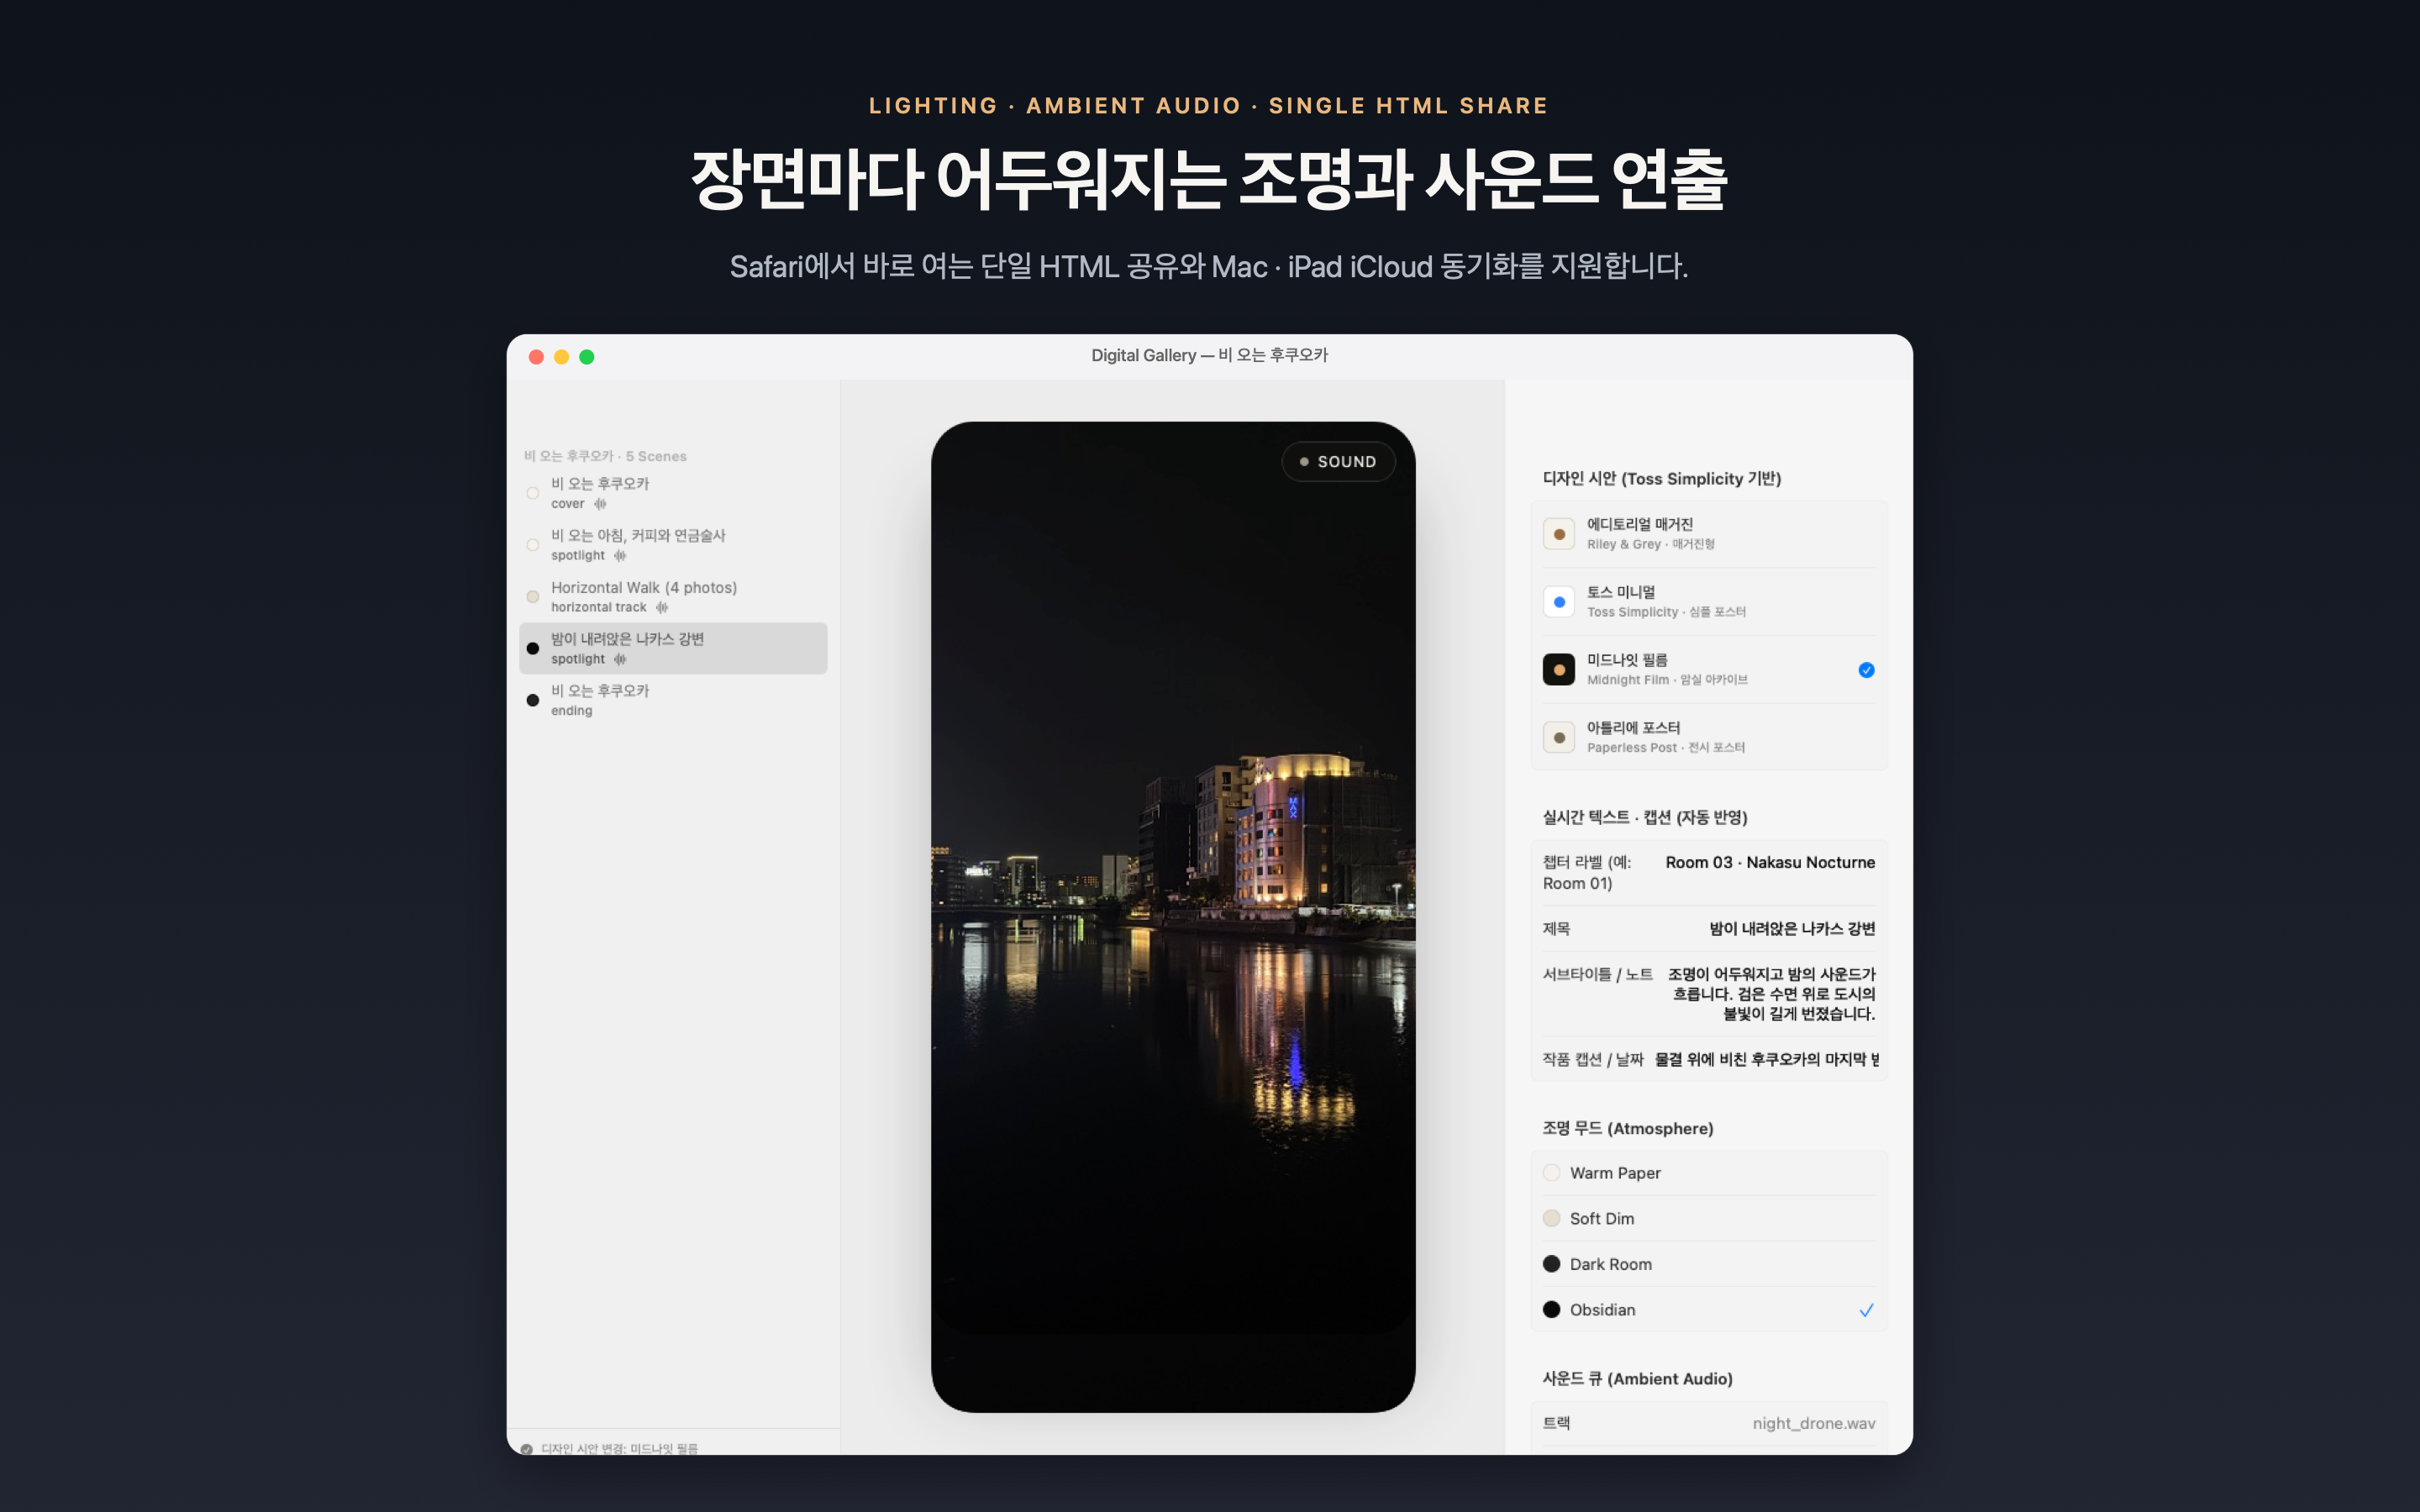 LIGHTING · AMBIENT AUDIO · SINGLE HTML SHARE
장면마다 어두워지는 조명과 사운드 연출
Safari에서 바로 여는 단일 HTML 공유와 Mac · iPad iCloud 동기화를 지원합니다.
Digital Gallery — 비 오는 후쿠오카
비 오는 후쿠오카 · 5 Scenes
비 오는 후쿠오카
cover
비 오는 아침, 커피와 연금술사
spotlight
Horizontal Walk (4 photos)
horizontal track
밤이 내려앉은 나카스 강변
spotlight
비 오는 후쿠오카
ending
디자인 시안 변경: 미드나잇 필름
SOUND
MAX
디자인 시안 (Toss Simplicity 기반)
에디토리얼 매거진
Riley & Grey · 매거진형
토스 미니멀
Toss Simplicity · 심플 포스터
미드나잇 필름
Midnight Film · 암실 아카이브
아틀리에 포스터
Paperless Post · 전시 포스터
실시간 텍스트 · 캡션 (자동 반영)
챕터 라벨 (예:
Room 01)
Room 03 · Nakasu Nocturne
제목
밤이 내려앉은 나카스 강변
서브타이틀 / 노트
조명이 어두워지고 밤의 사운드가
흐릅니다. 검은 수면 위로 도시의
불빛이 길게 번졌습니다.
작품 캡션 / 날짜
물결 위에 비친 후쿠오카의 마지막
조명 무드 (Atmosphere)
Warm Paper
Soft Dim
Dark Room
Obsidian
사운드 큐 (Ambient Audio)
트랙
night_drone.wav